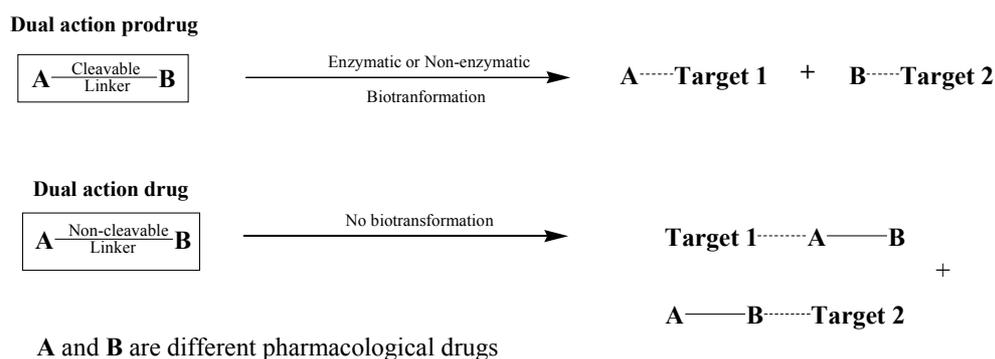 Dual action prodrug
A Cleavable Linker B
Enzymatic or Non-enzymatic
Biotranformation
A Target 1 + B Target 2
Dual action drug
A Non-cleavable Linker B
No biotransformation
Target 1 A B
+
A B Target 2
A and B are different pharmacological drugs